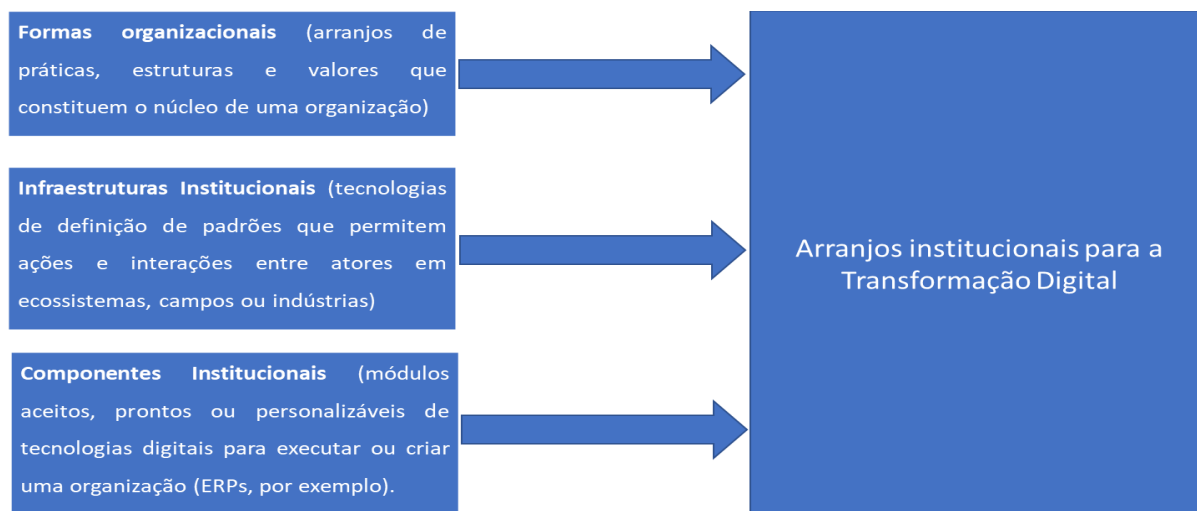 Formas organizacionais (arranjos de
práticas, estruturas e valores que
constituem o núcleo de uma organização)
Infraestruturas Institucionais (tecnologias
de definição de padrões que permitem
ações e interações entre atores em
ecossistemas, campos ou indústrias)
Componentes Institucionais (módulos
aceitos, prontos ou personalizáveis de
tecnologias digitais para executar ou criar
uma organização (ERPs, por exemplo).
Arranjos institucionais para a
Transformação Digital